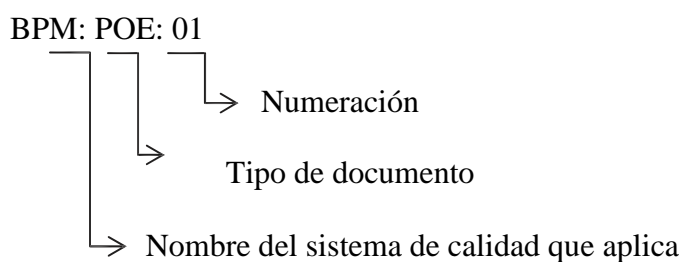 BPM: POE: 01
Numeración
Tipo de documento
Nombre del sistema de calidad que aplica